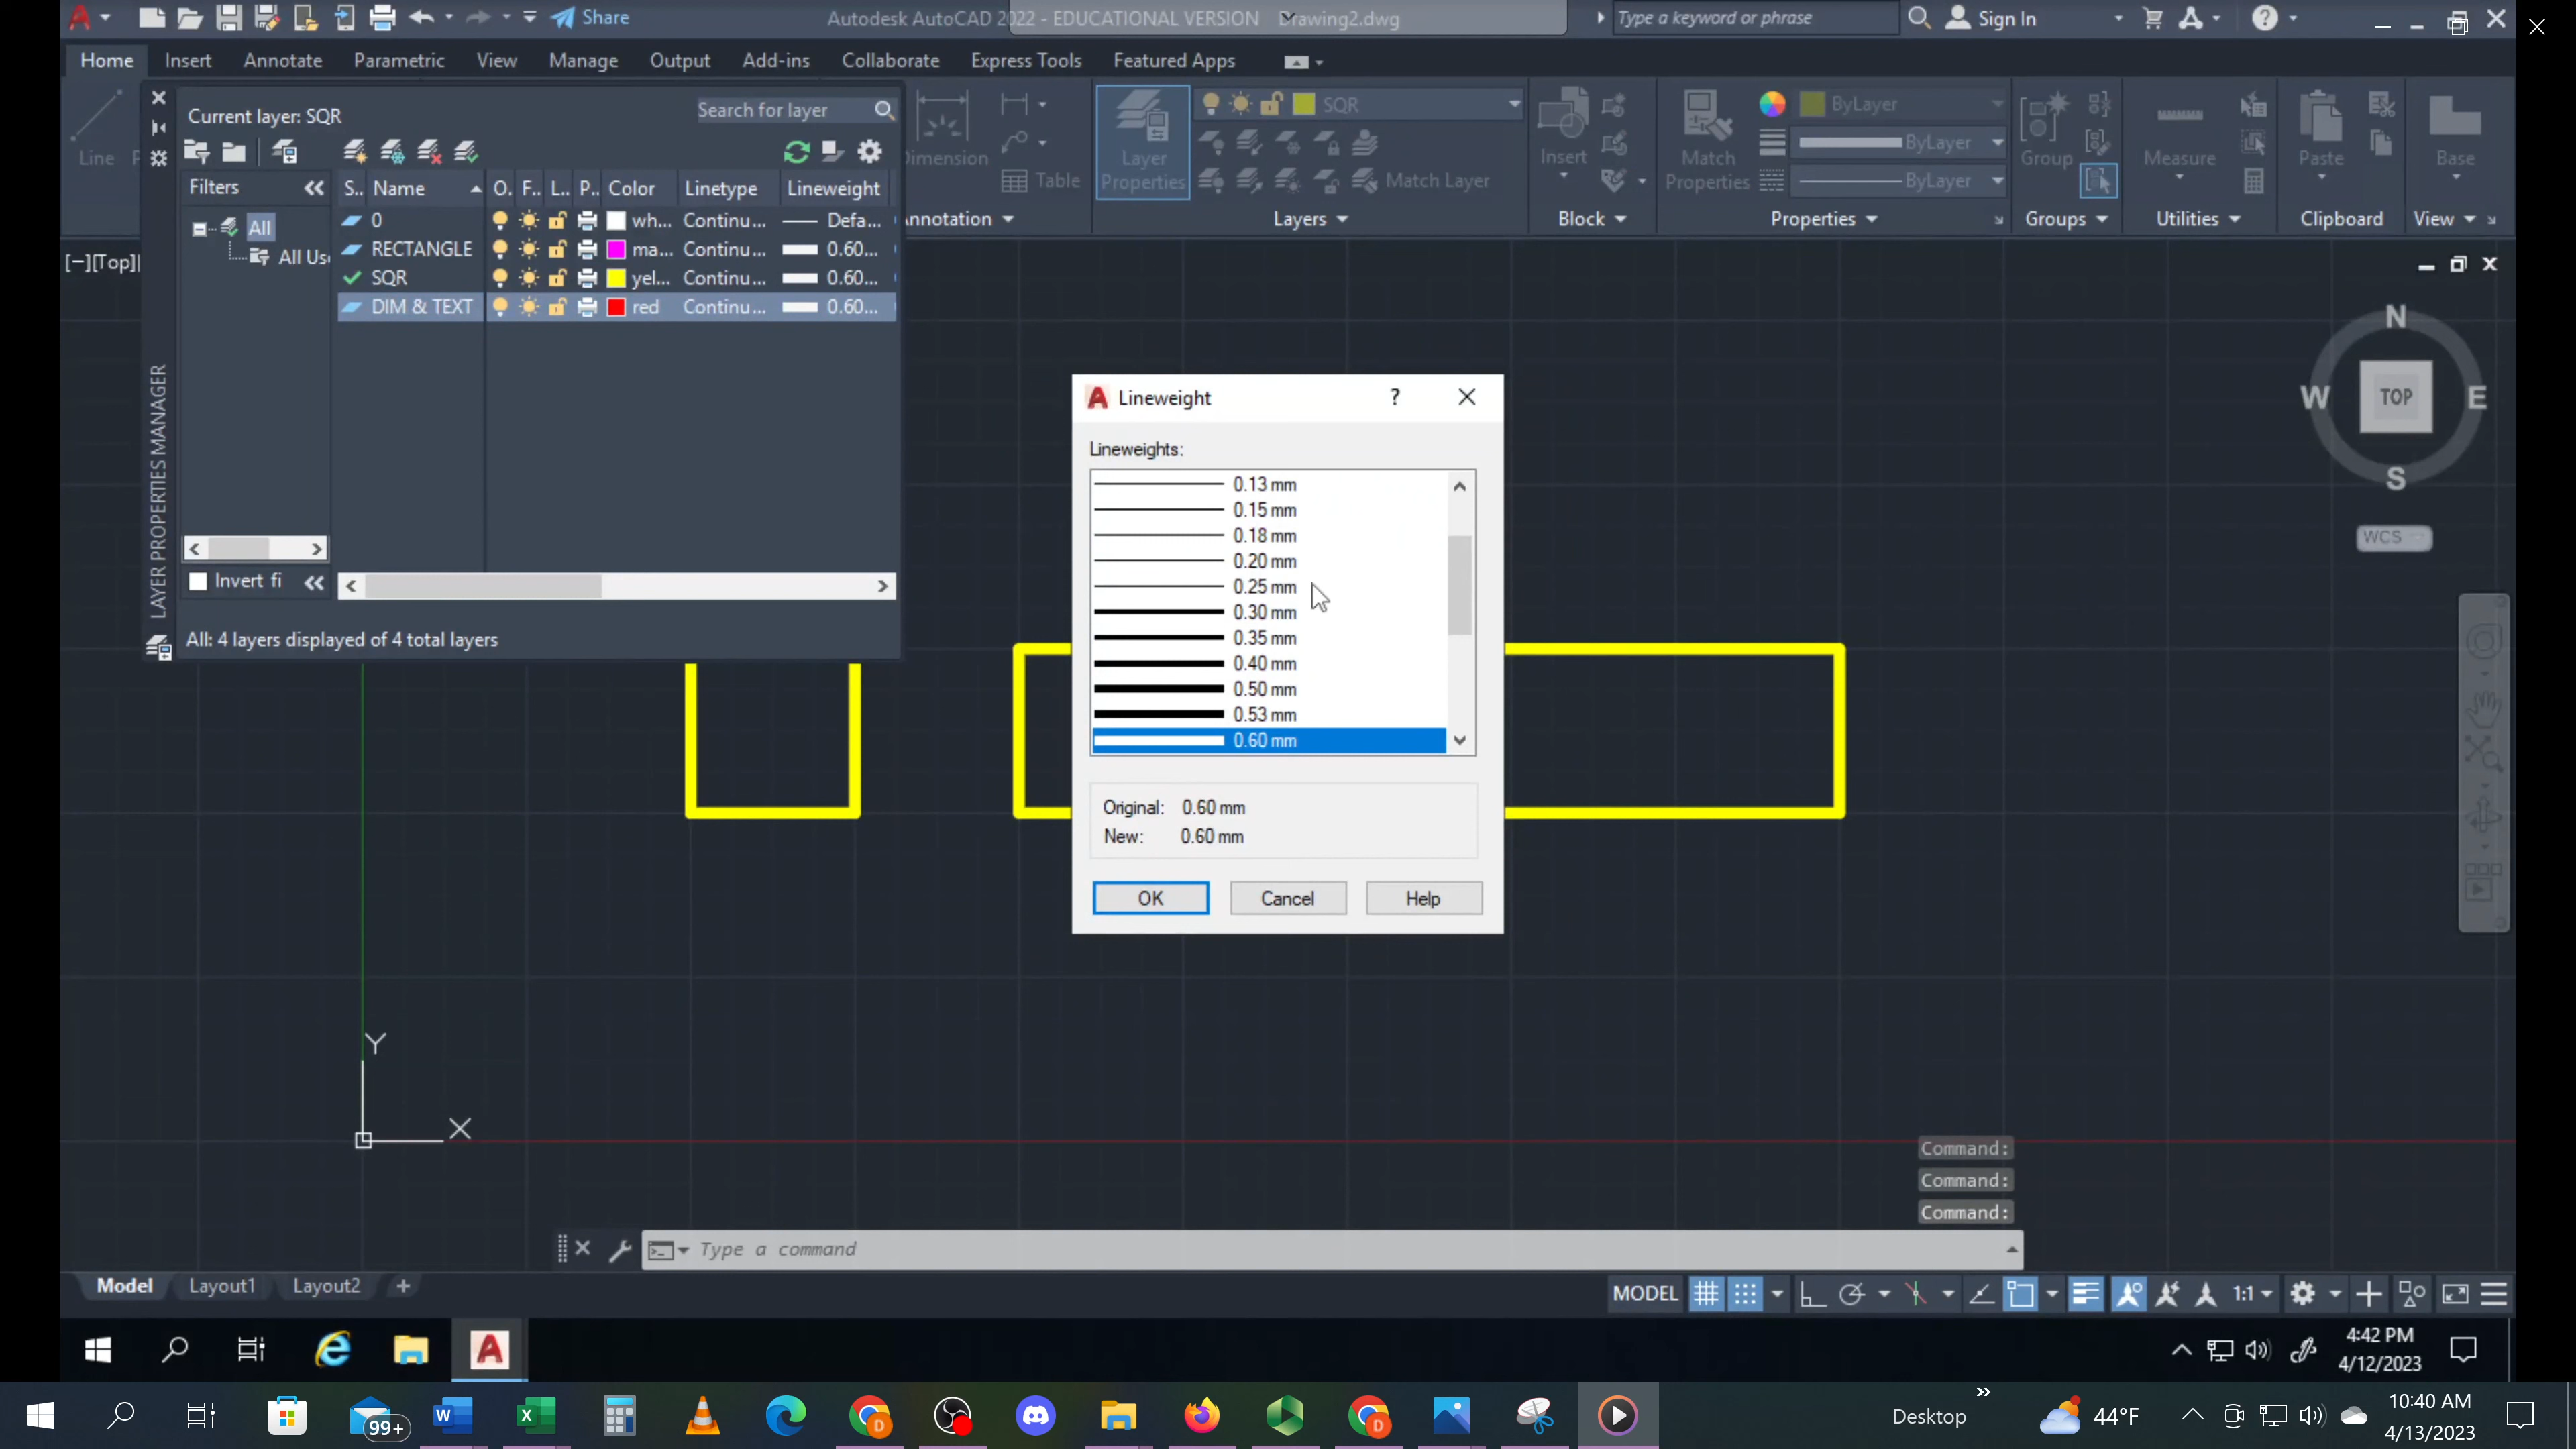 Share
Autodesk AutoCAD 2022 - EDUCATIONAL VERSION Drawing2.dwg
Type a keyword or phrase
Sign In
Home Insert Annotate Parametric View Manage Output Add-ins Collaborate Express Tools Featured Apps
Line
Current layer: SQR
Search for layer
Dimension
Table
Layer
Properties
SQR
Match Layer
Insert
Match
Properties
ByLayer
ByLayer
ByLayer
Group
Measure
Paste
Base
Layers
Block
Properties
Groups
Utilities
Clipboard
View
Filters
S.. Name O. F.. L.. P.. Color Linetype Lineweight
All
0 wh... Continu... Defa...
RECTANGLE ma... Continu... 0.60...
All Us
SQR yel... Continu... 0.60...
DIM & TEXT red Continu... 0.60...
Invert fi
All: 4 layers displayed of 4 total layers
LAYER PROPERTIES MANAGER
[−][Top]
N
W TOP E
S
WCS
Lineweight
?
Lineweights:
0.13 mm
0.15 mm
0.18 mm
0.20 mm
0.25 mm
0.30 mm
0.35 mm
0.40 mm
0.50 mm
0.53 mm
0.60 mm
Original: 0.60 mm
New: 0.60 mm
OK Cancel Help
Y
X
Command:
Command:
Command:
Type a command
Model Layout1 Layout2 +
MODEL 1:1
4:42 PM
4/12/2023
99+
Desktop
44°F
10:40 AM
4/13/2023